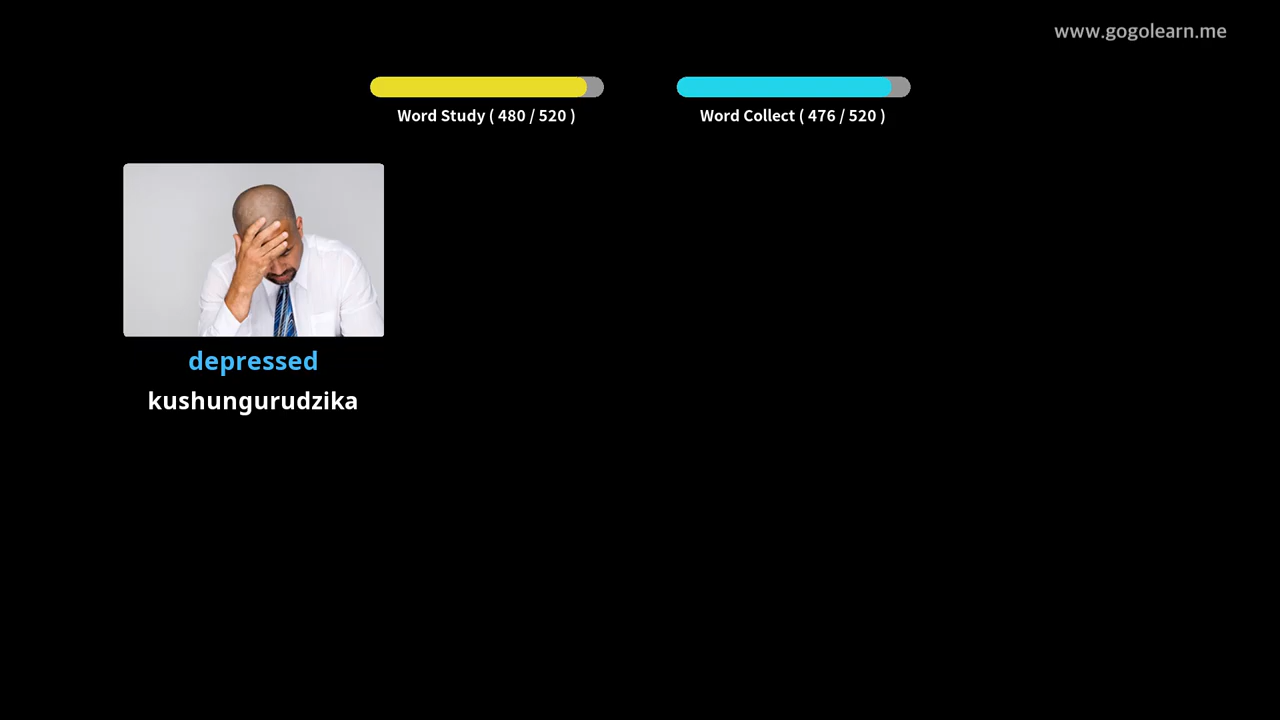 www.gogolearn.me
Word Study ( 480 / 520 )
Word Collect ( 476 / 520 )
depressed
kushungurudzika